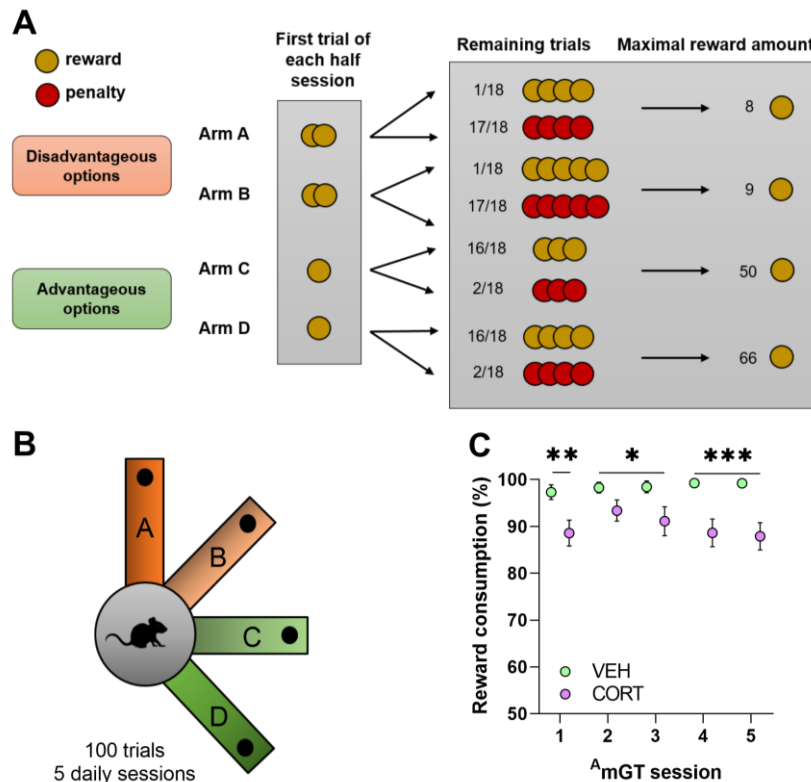 A
reward
penalty
First trial of
each half
session
Remaining trials
Maximal reward amount
Disadvantageous
options
Advantageous
options
Arm A
1/18
17/18
8
Arm B
1/18
17/18
9
Arm C
16/18
2/18
50
Arm D
16/18
2/18
66
B
A
B
C
D
100 trials
5 daily sessions
C
** * ***
Reward consumption (%)
100
90
80
70
60
50
VEH
CORT
1 2 3 4 5
AmGT session